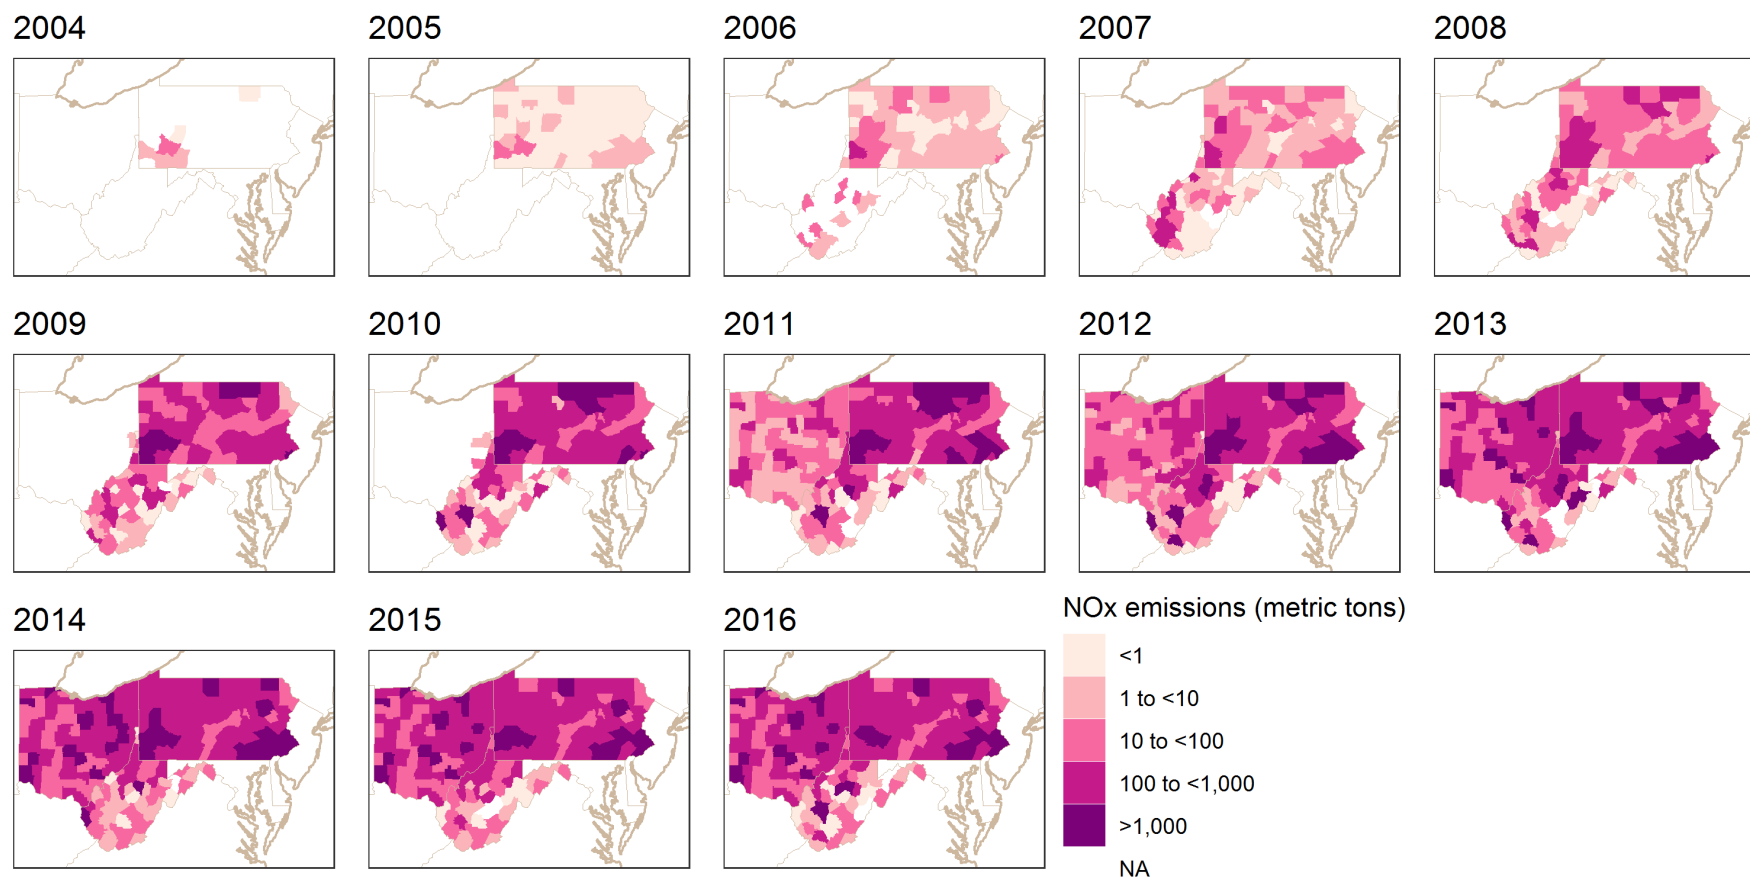 2004 2005 2006 2007 2008
2009 2010 2011 2012 2013
2014 2015 2016
NOx emissions (metric tons)
<1
1 to <10
10 to <100
100 to <1,000
>1,000
NA